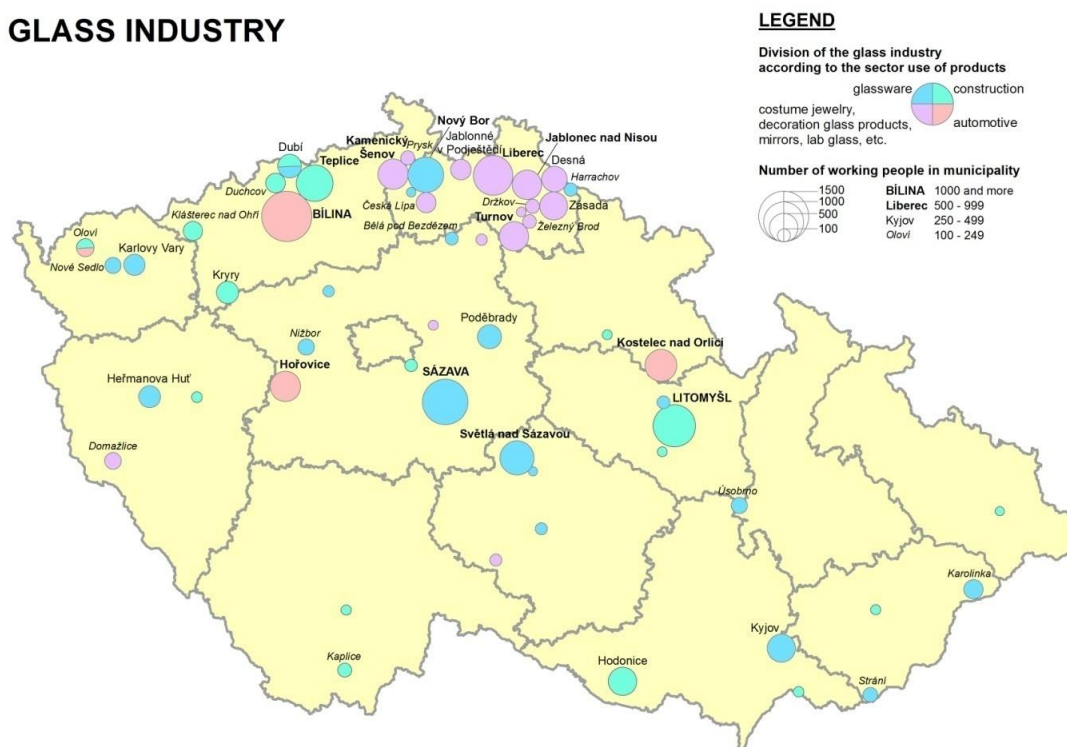 GLASS INDUSTRY
LEGEND
Division of the glass industry
according to the sector use of products
glassware
construction
costume jewelry,
decoration glass products,
mirrors, lab glass, etc.
automotive
Number of working people in municipality
1500
1000
500
100
BÍLINA 1000 and more
Liberec 500 - 999
Kyjov 250 - 499
Oloví 100 - 249
Nový Bor
Kamenický
Šenov
Prysk
Jablonné
v Podještědí
Jablonec nad Nisou
Liberec
Desná
Harrachov
Dubí
Teplice
Duchcov
Držkov
Zásada
Česká Lípa
Klášterec nad Ohří
BÍLINA
Turnov
Bělá pod Bezdězem
Železný Brod
Oloví
Karlovy Vary
Nové Sedlo
Kryry
Poděbrady
Nižbor
Kostelec nad Orlicí
Hořovice
SÁZAVA
Heřmanova Huť
LITOMYŠL
Světlá nad Sázavou
Domažlice
Úsobrno
Karolinka
Kyjov
Kaplice
Hodonice
Strání